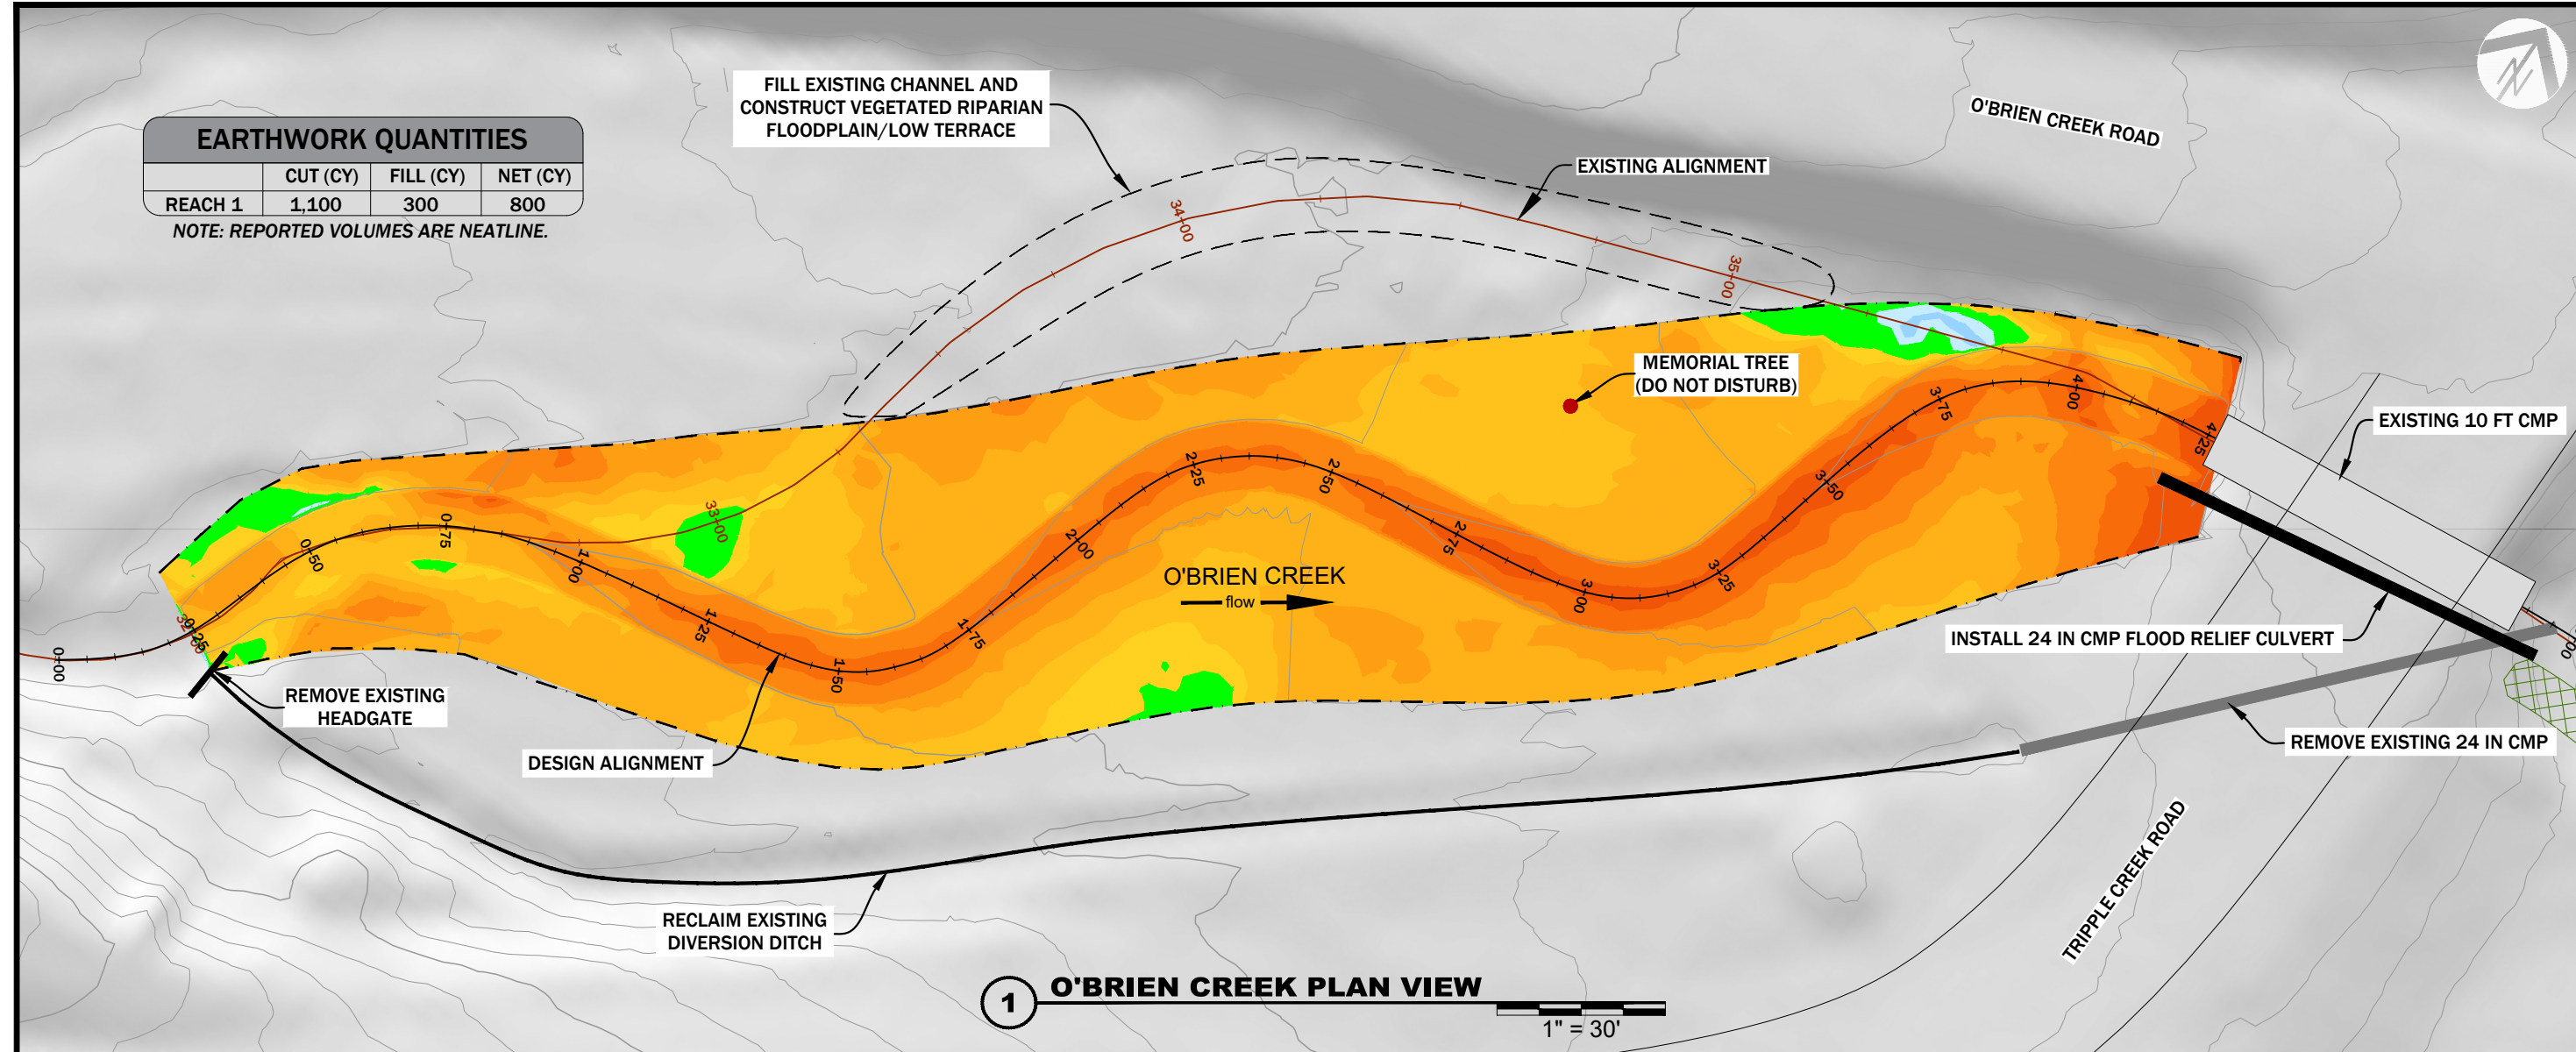 FILL EXISTING CHANNEL AND
CONSTRUCT VEGETATED RIPARIAN
FLOODPLAIN/LOW TERRACE
N
O'BRIEN CREEK ROAD
EARTHWORK QUANTITIES
CUT (CY) FILL (CY) NET (CY)
REACH 1 1,100 300 800
NOTE: REPORTED VOLUMES ARE NEATLINE.
EXISTING ALIGNMENT
34+00
35+00
MEMORIAL TREE
(DO NOT DISTURB)
EXISTING 10 FT CMP
33+00
0+00
0+25
0+50
0+75
1+00
1+25
1+50
1+75
2+00
2+25
2+50
2+75
3+00
3+25
3+50
3+75
4+00
4+25
O'BRIEN CREEK
flow
INSTALL 24 IN CMP FLOOD RELIEF CULVERT
REMOVE EXISTING
HEADGATE
DESIGN ALIGNMENT
REMOVE EXISTING 24 IN CMP
TRIPPLE CREEK ROAD
RECLAIM EXISTING
DIVERSION DITCH
1 O'BRIEN CREEK PLAN VIEW
1" = 30'